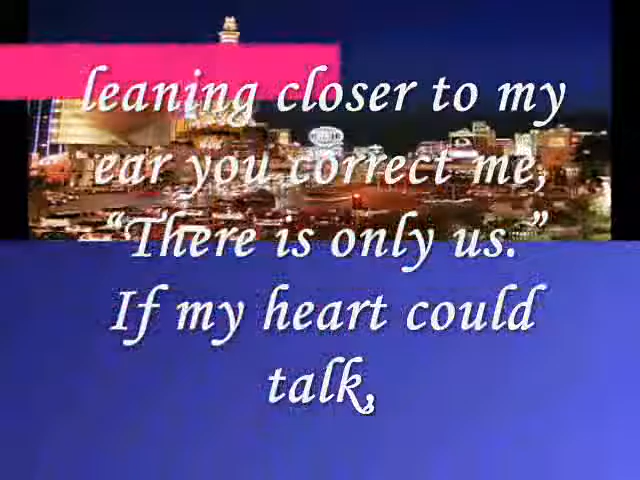 leaning closer to my
ear you correct me,
“There is only us.”
If my heart could
talk,